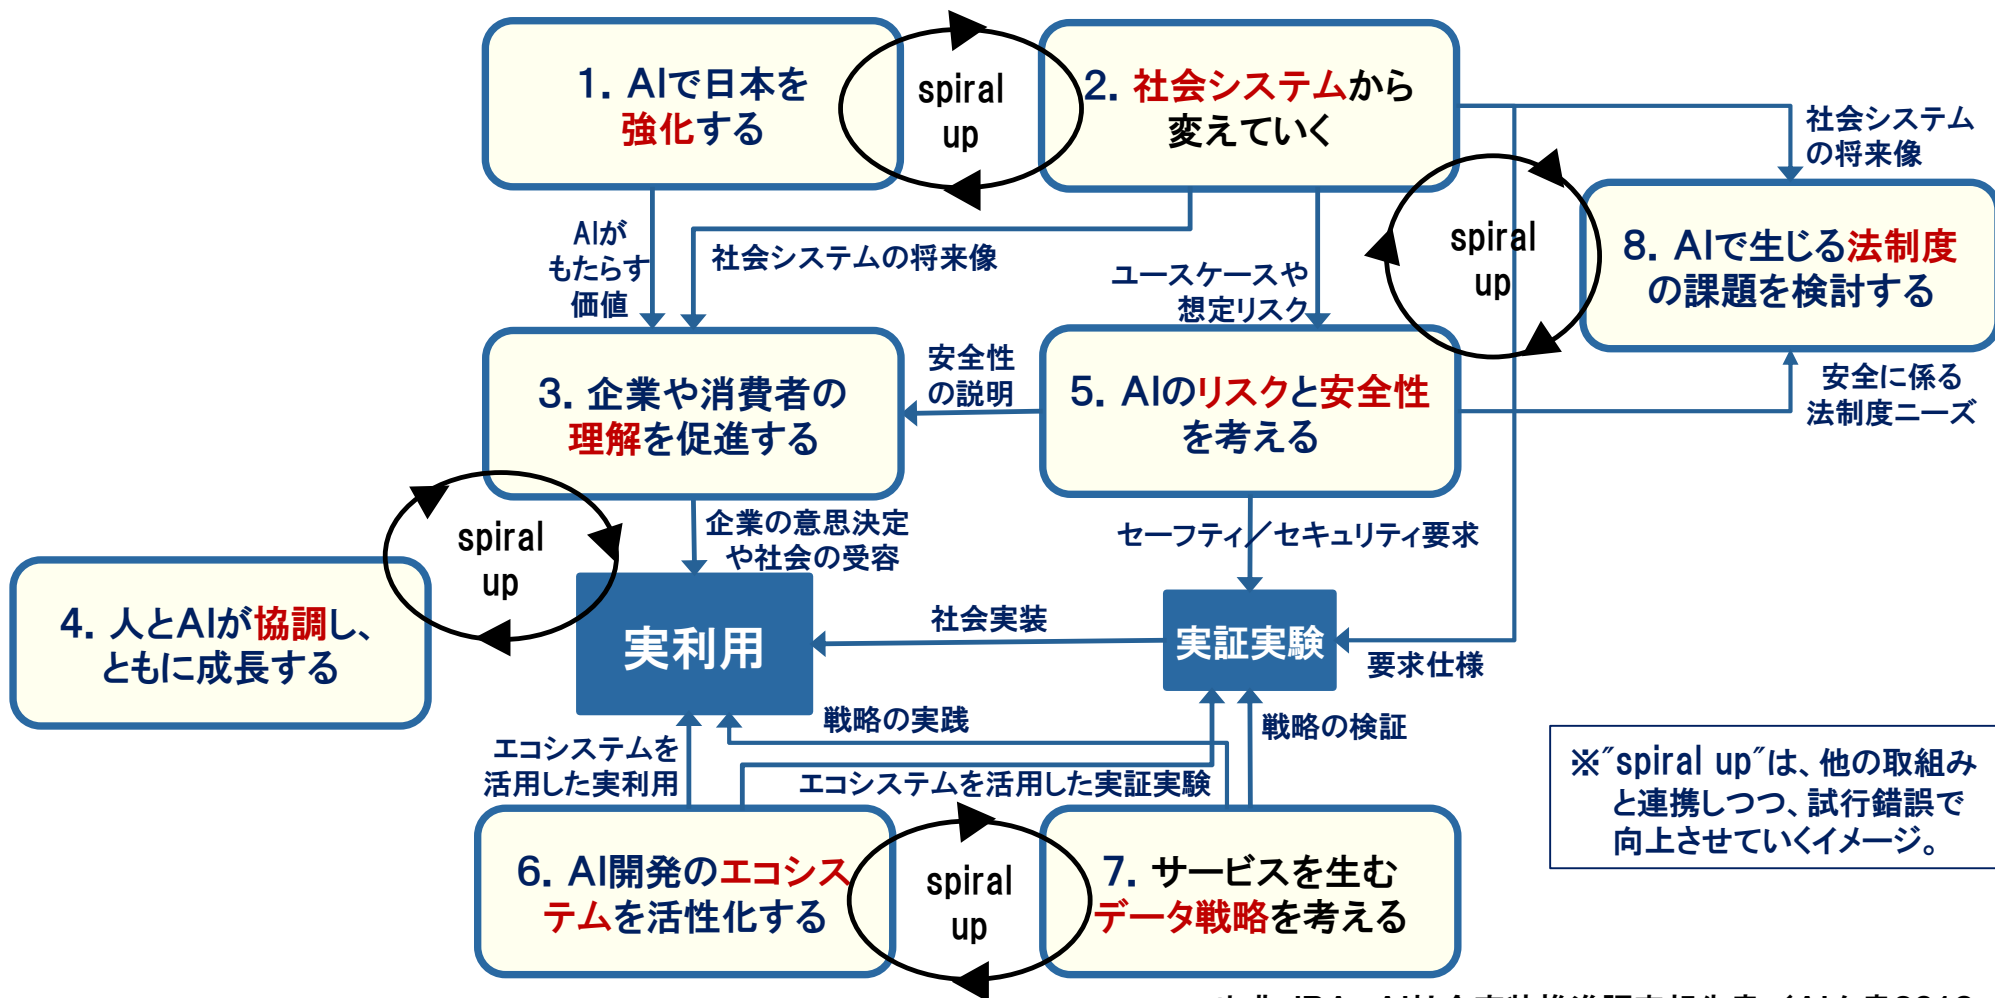 1. AIで日本を
強化する
spiral
up
2. 社会システムから
変えていく
社会システム
の将来像
AIが
もたらす
価値
社会システムの将来像
ユースケースや
想定リスク
spiral
up
8. AIで生じる法制度
の課題を検討する
3. 企業や消費者の
理解を促進する
安全性
の説明
5. AIのリスクと安全性
を考える
安全に係る
法制度ニーズ
spiral
up
企業の意思決定
や社会の受容
セーフティ／セキュリティ要求
4. 人とAIが協調し、
ともに成長する
実利用
社会実装
実証実験
要求仕様
エコシステムを
活用した実利用
戦略の実践
エコシステムを活用した実証実験
戦略の検証
※"spiral up"は、他の取組み
と連携しつつ、試行錯誤で
向上させていくイメージ。
6. AI開発のエコシス
テムを活性化する
spiral
up
7. サービスを生む
データ戦略を考える